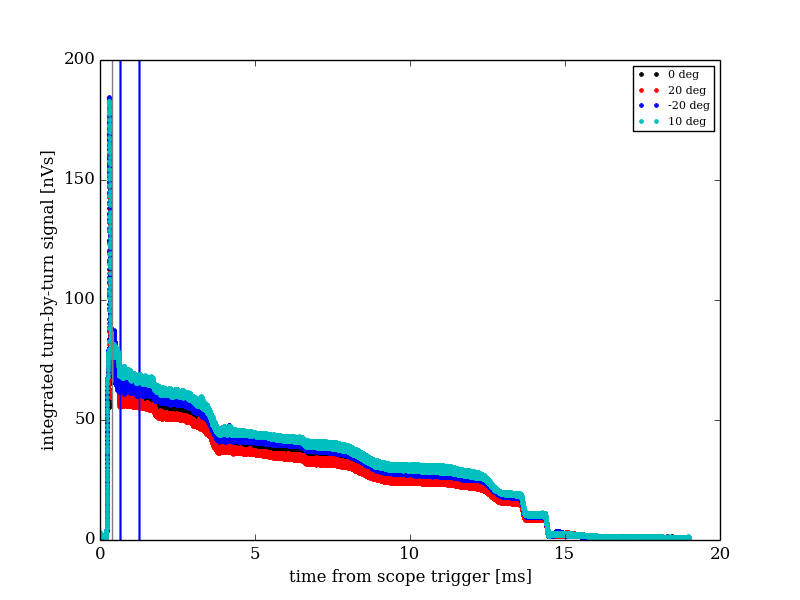 200
150
100
50
0
0
5
10
15
20
integrated turn-by-turn signal [nVs]
time from scope trigger [ms]
0 deg
20 deg
-20 deg
10 deg